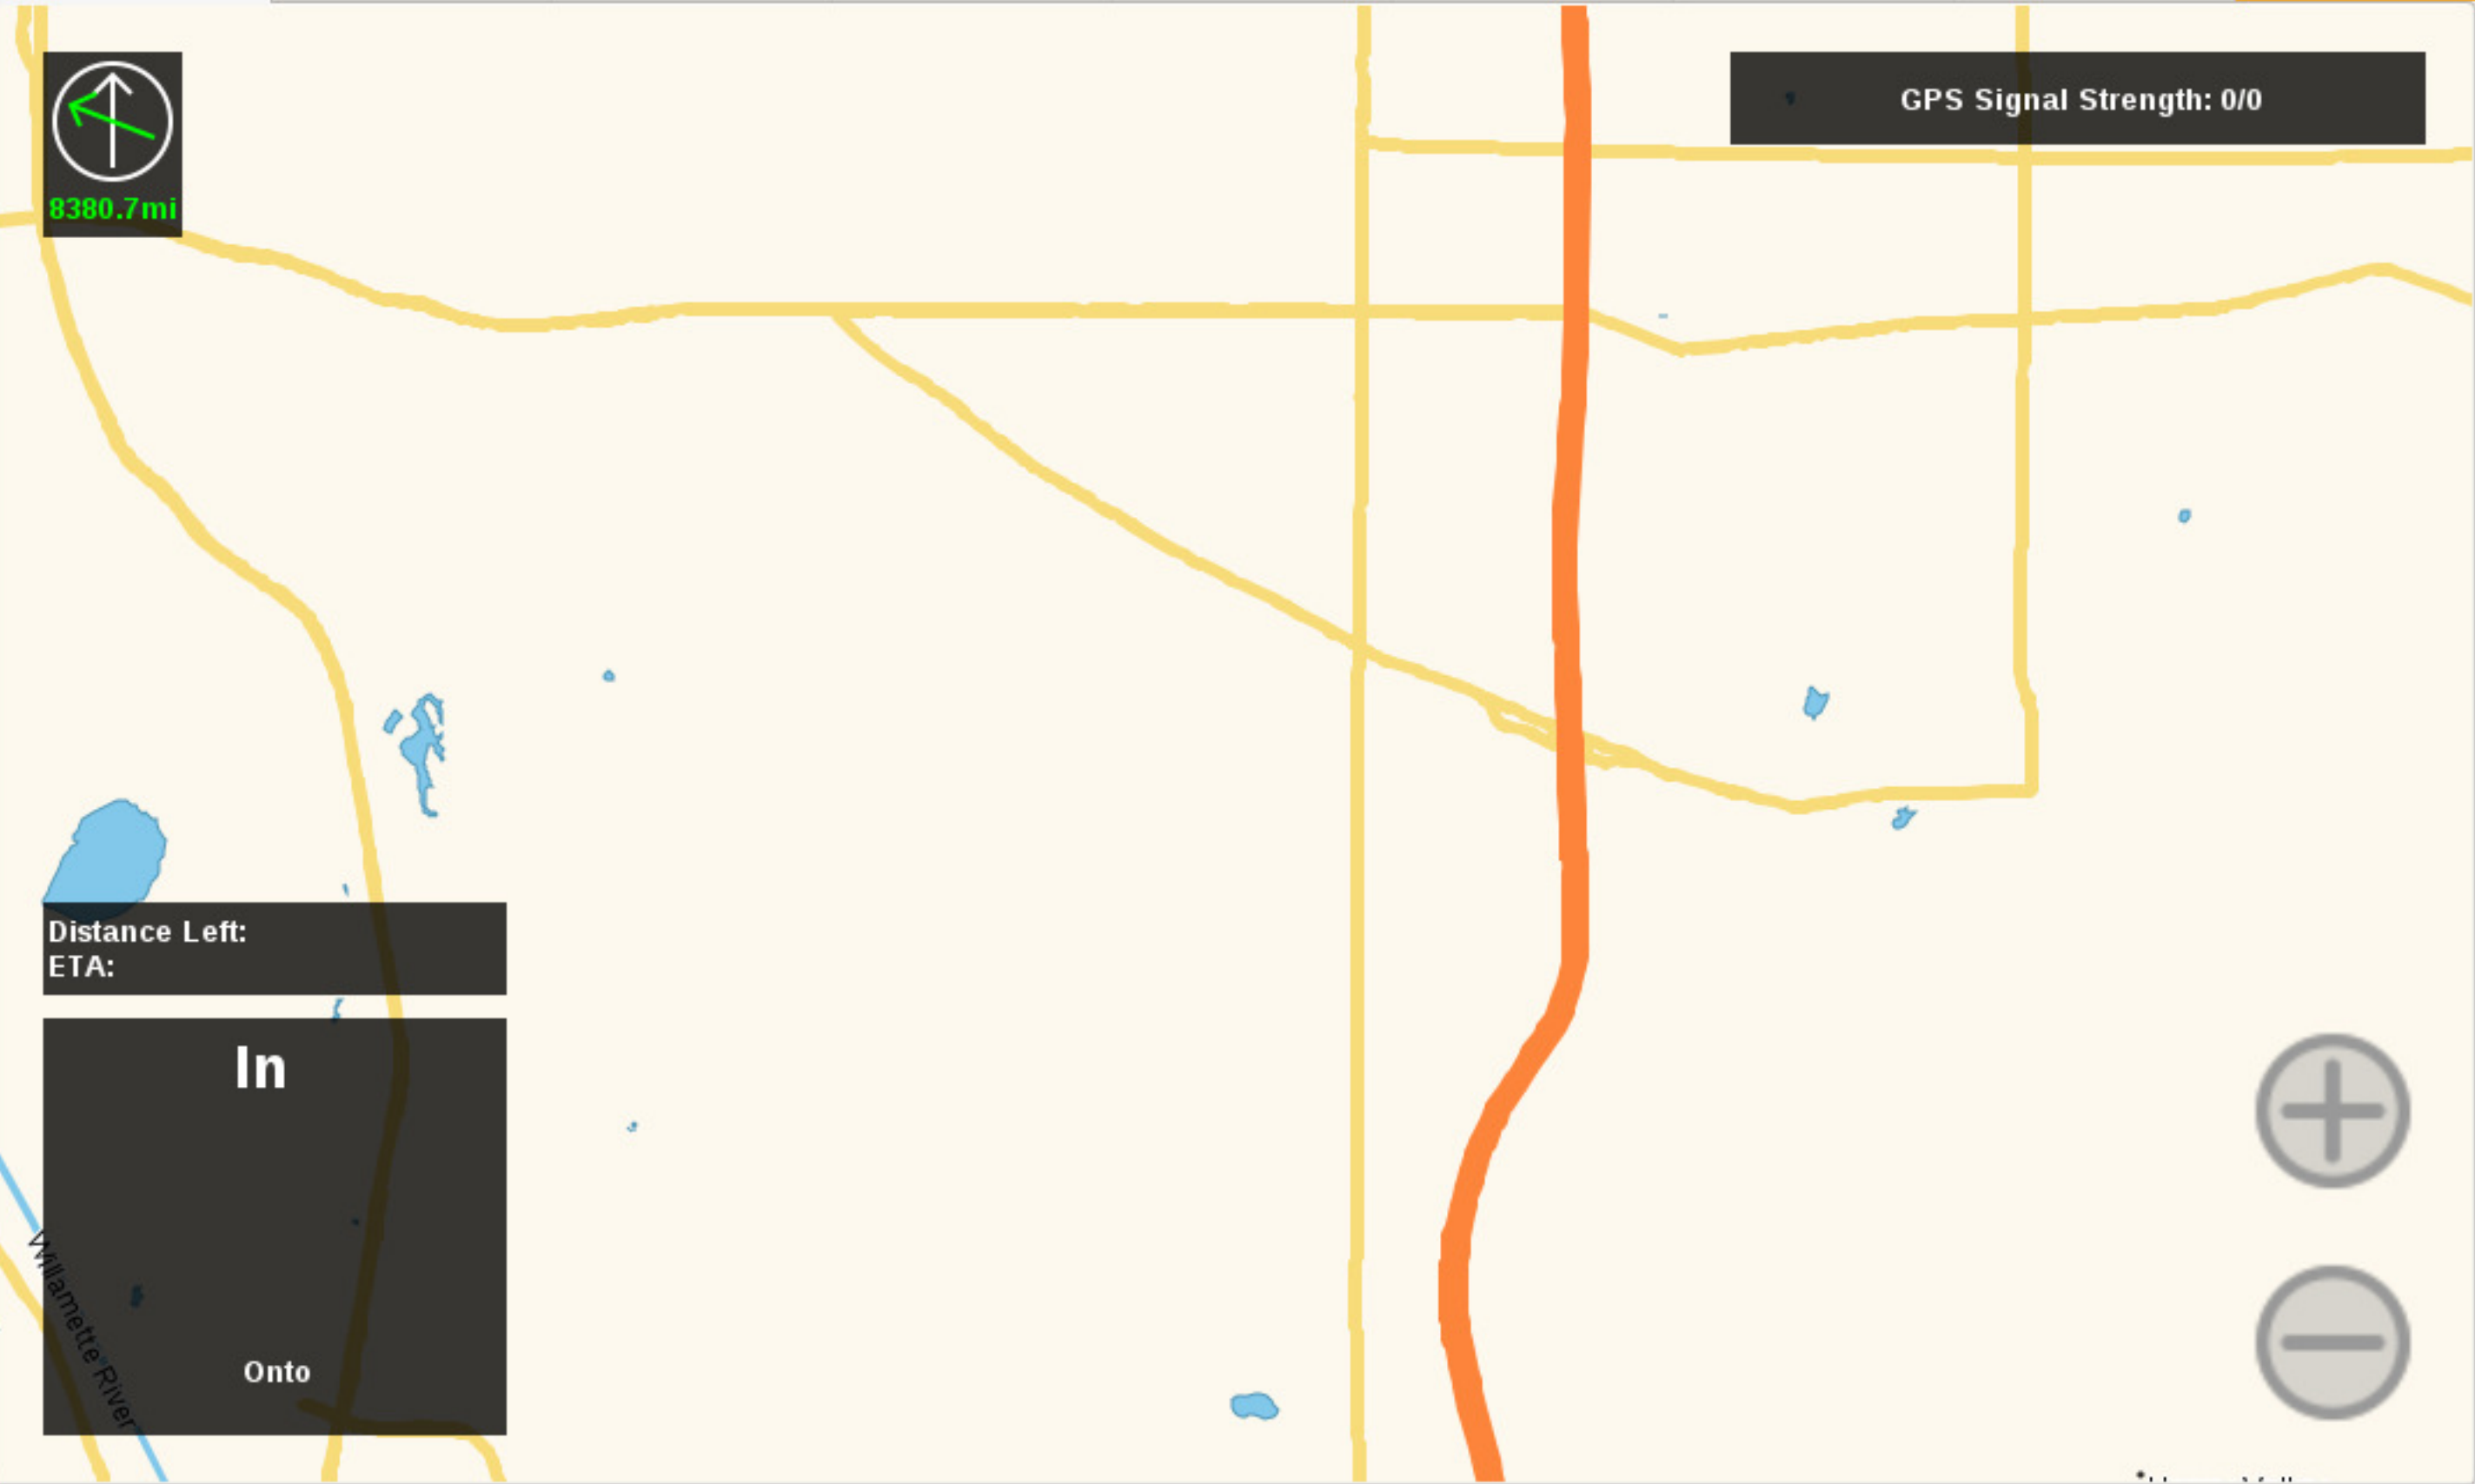 8380.7mi
GPS Signal Strength: 0/0
Distance Left:
ETA:
In
Willamette River
Onto